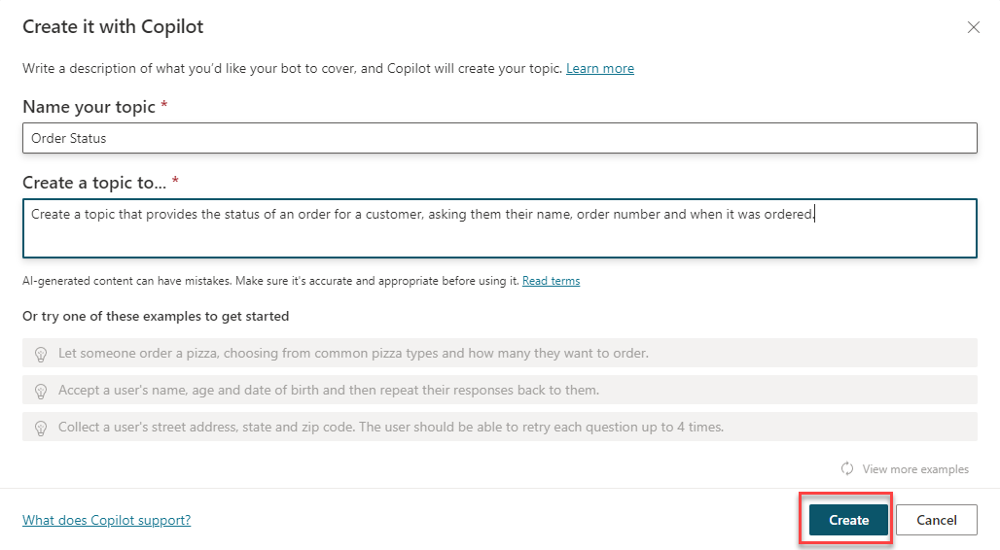 Create it with Copilot
Write a description of what you'd like your bot to cover, and Copilot will create your topic. Learn more
Name your topic *
Order Status
Create a topic to... *
Create a topic that provides the status of an order for a customer, asking them their name, order number and when it was ordered.
AI-generated content can have mistakes. Make sure it's accurate and appropriate before using it. Read terms
Or try one of these examples to get started
Let someone order a pizza, choosing from common pizza types and how many they want to order.
Accept a user's name, age and date of birth and then repeat their responses back to them.
Collect a user's street address, state and zip code. The user should be able to retry each question up to 4 times.
View more examples
What does Copilot support?
Create
Cancel